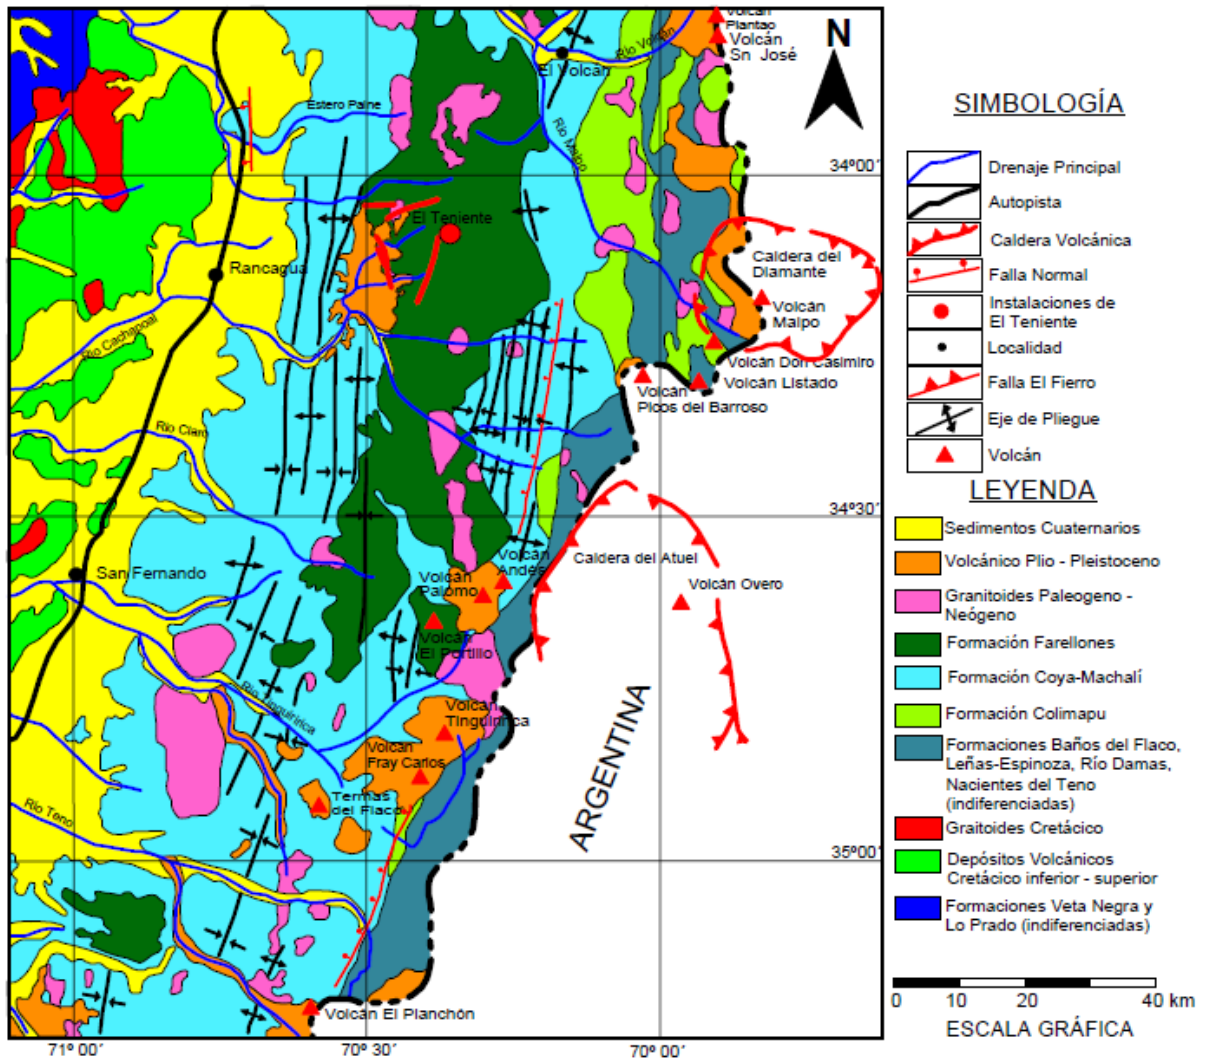 Volcán
Plantao
Volcán
Sn José
Río Volcán
El Volcán
N
Estero Paine
Río Maipo
34º00´
El Teniente
Rancagua
Caldera del
Diamante
Volcán
Maipo
Río Cachapoal
Volcán Don Casimiro
Volcán Listado
Volcán
Picos del Barroso
Río Claro
34º30´
Caldera del Atuel
San Fernando
Volcán
Andes
Volcán
Palomo
Volcán Overo
Volcán
El Portillo
Río Tinguiririca
ARGENTINA
Volcán
Tinguiririca
Volcán
Fray Carlos
Termas
del Flaco
Río Teno
35º00´
Volcán El Planchón
71º 00´
70º 30´
70º 00´
SIMBOLOGÍA
Drenaje Principal
Autopista
Caldera Volcánica
Falla Normal
Instalaciones de
El Teniente
Localidad
Falla El Fierro
Eje de Pliegue
Volcán
LEYENDA
Sedimentos Cuaternarios
Volcánico Plio - Pleistoceno
Granitoides Paleogeno -
Neógeno
Formación Farellones
Formación Coya-Machalí
Formación Colimapu
Formaciones Baños del Flaco,
Leñas-Espinoza, Río Damas,
Nacientes del Teno
(indiferenciadas)
Graitoides Cretácico
Depósitos Volcánicos
Cretácico inferior - superior
Formaciones Veta Negra y
Lo Prado (indiferenciadas)
0 10 20 40 km
ESCALA GRÁFICA